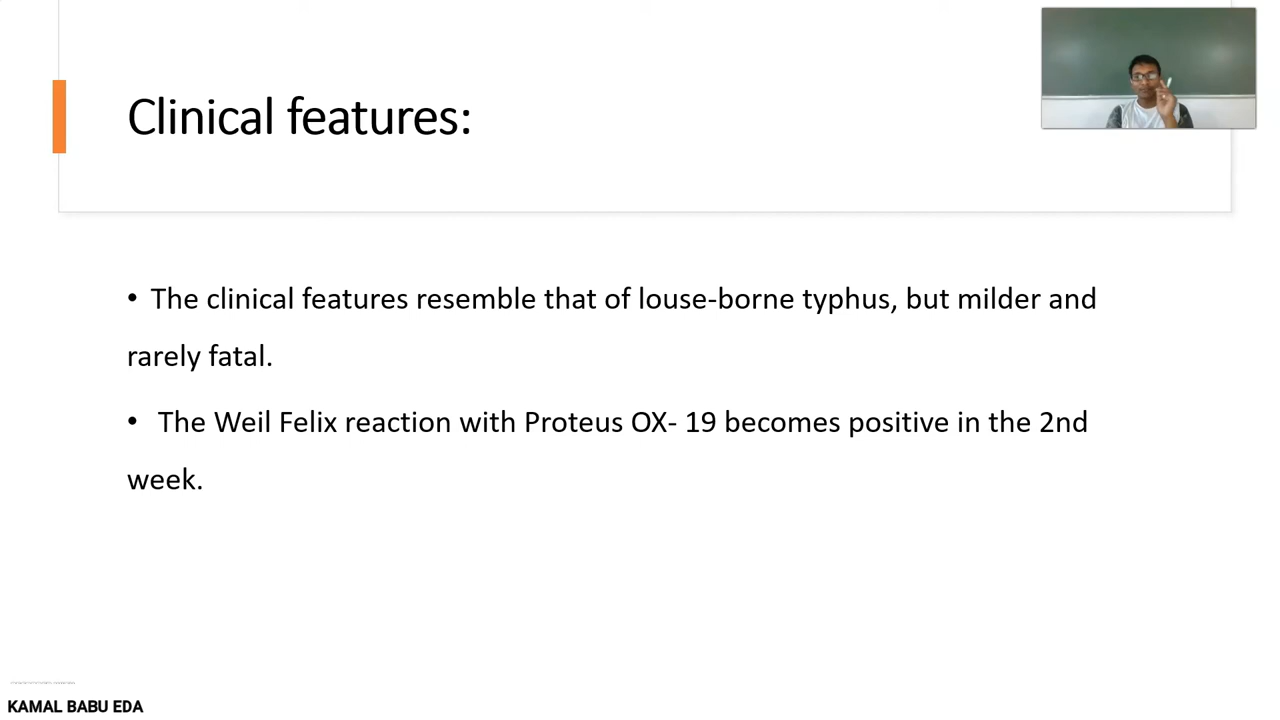 Clinical features:
• The clinical features resemble that of louse-borne typhus, but milder and
rarely fatal.
• The Weil Felix reaction with Proteus OX- 19 becomes positive in the 2nd
week.
KAMAL BABU EDA